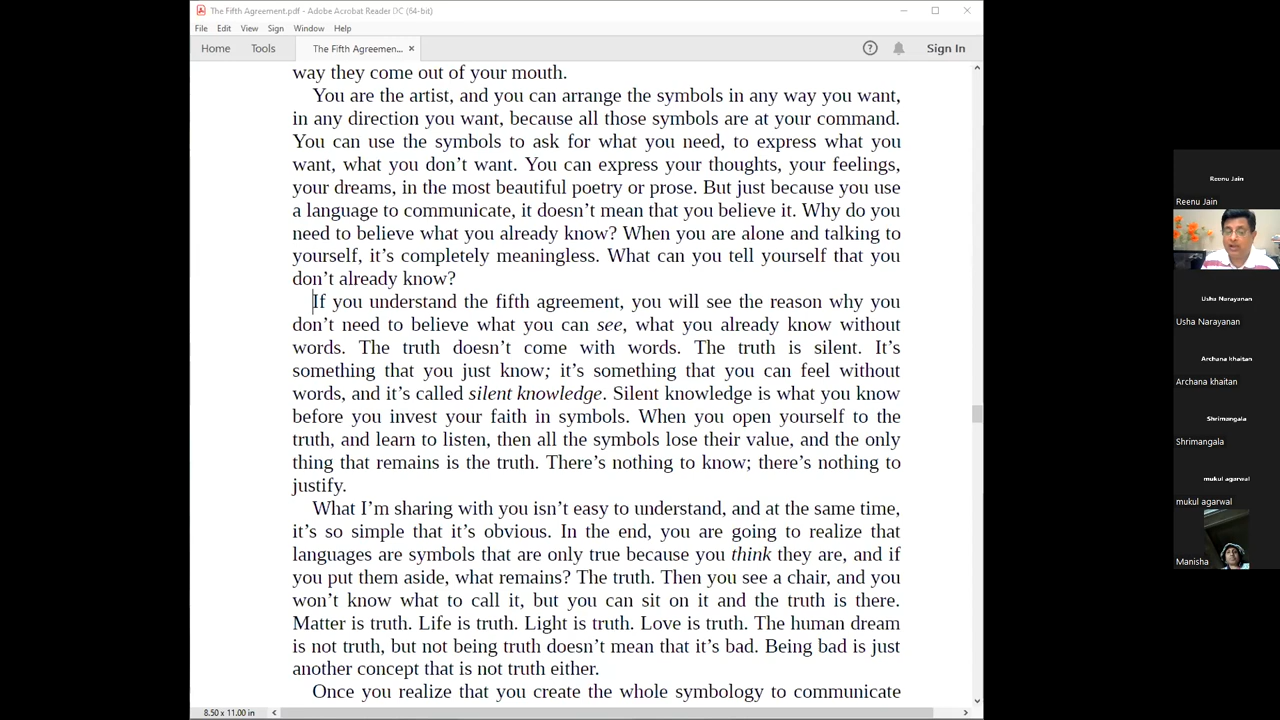 The Fifth Agreement.pdf - Adobe Acrobat Reader DC (64-bit)
File Edit View Sign Window Help
Home Tools The Fifth Agreemen... × Sign In
way they come out of your mouth.
You are the artist, and you can arrange the symbols in any way you want,
in any direction you want, because all those symbols are at your command.
You can use the symbols to ask for what you need, to express what you
want, what you don’t want. You can express your thoughts, your feelings,
your dreams, in the most beautiful poetry or prose. But just because you use
a language to communicate, it doesn’t mean that you believe it. Why do you
need to believe what you already know? When you are alone and talking to
yourself, it’s completely meaningless. What can you tell yourself that you
don’t already know?
If you understand the fifth agreement, you will see the reason why you
don’t need to believe what you can see, what you already know without
words. The truth doesn’t come with words. The truth is silent. It’s
something that you just know; it’s something that you can feel without
words, and it’s called silent knowledge. Silent knowledge is what you know
before you invest your faith in symbols. When you open yourself to the
truth, and learn to listen, then all the symbols lose their value, and the only
thing that remains is the truth. There’s nothing to know; there’s nothing to
justify.
What I’m sharing with you isn’t easy to understand, and at the same time,
it’s so simple that it’s obvious. In the end, you are going to realize that
languages are symbols that are only true because you think they are, and if
you put them aside, what remains? The truth. Then you see a chair, and you
won’t know what to call it, but you can sit on it and the truth is there.
Matter is truth. Life is truth. Light is truth. Love is truth. The human dream
is not truth, but not being truth doesn’t mean that it’s bad. Being bad is just
another concept that is not truth either.
Once you realize that you create the whole symbology to communicate
8.50 x 11.00 in
Reenu Jain
Reenu Jain
Usha Narayanan
Usha Narayanan
Archana khaitan
Archana khaitan
Shrimangala
Shrimangala
mukul agarwal
mukul agarwal
Manisha